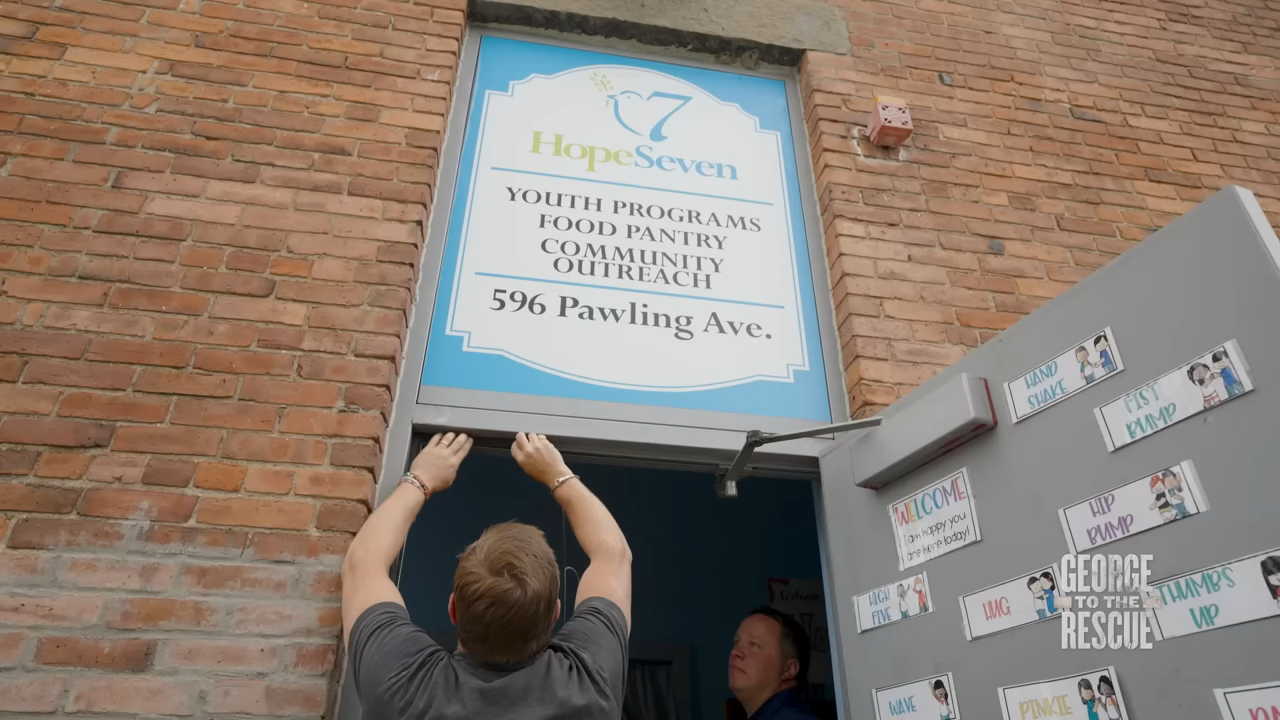 7
HopeSeven
YOUTH PROGRAMS
FOOD PANTRY
COMMUNITY
OUTREACH
596 Pawling Ave.
HAND
SHAKE
FIST
BUMP
WELCOME
I am happy you
are here today!
HIP
BUMP
HIGH
FIVE
HUG
THUMBS
UP
WAVE
PINKIE
GEORGE
TO THE
RESCUE